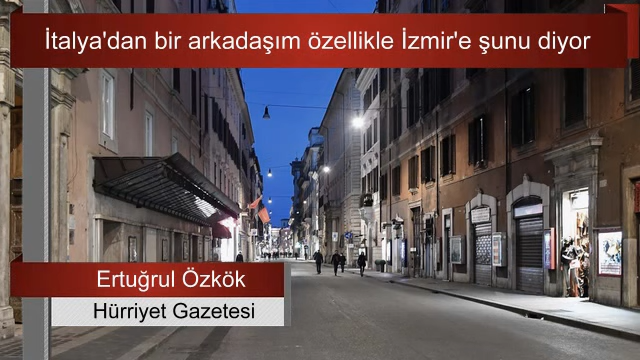 İtalya'dan bir arkadaşım özellikle İzmir'e şunu diyor
Ertuğrul Özkök
Hürriyet Gazetesi